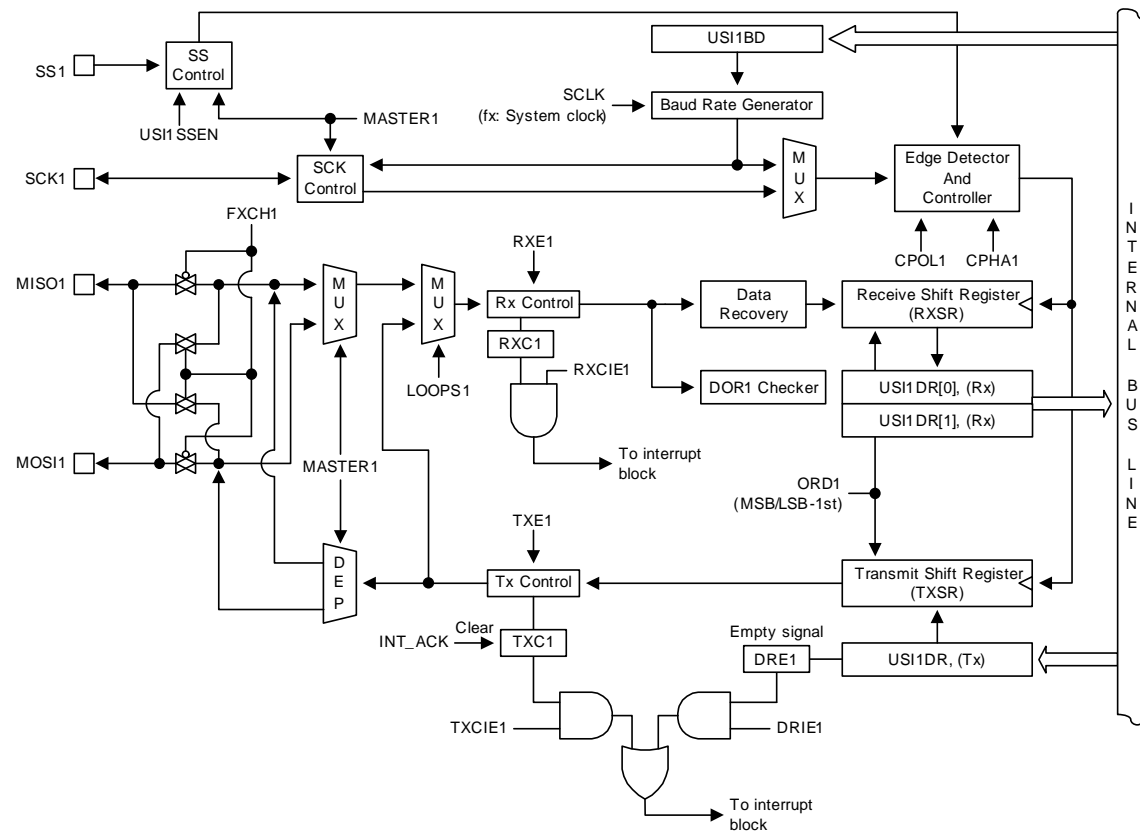 SS1
SS
Control
USI1SSEN
MASTER1
USI1BD
SCLK
(fx: System clock)
Baud Rate Generator
SCK1
SCK
Control
M
U
X
Edge Detector
And
Controller
CPOL1
CPHA1
FXCH1
MISO1
M
U
X
M
U
X
LOOPS1
RXE1
Rx Control
RXC1
RXCIE1
To interrupt
block
Data
Recovery
DOR1 Checker
Receive Shift Register
(RXSR)
USI1DR[0], (Rx)
USI1DR[1], (Rx)
MOSI1
MASTER1
ORD1
(MSB/LSB-1st)
D
E
P
TXE1
Tx Control
Transmit Shift Register
(TXSR)
INT_ACK
Clear
TXC1
Empty signal
DRE1
USI1DR, (Tx)
TXCIE1
DRIE1
To interrupt
block
I
N
T
E
R
N
A
L
B
U
S
L
I
N
E